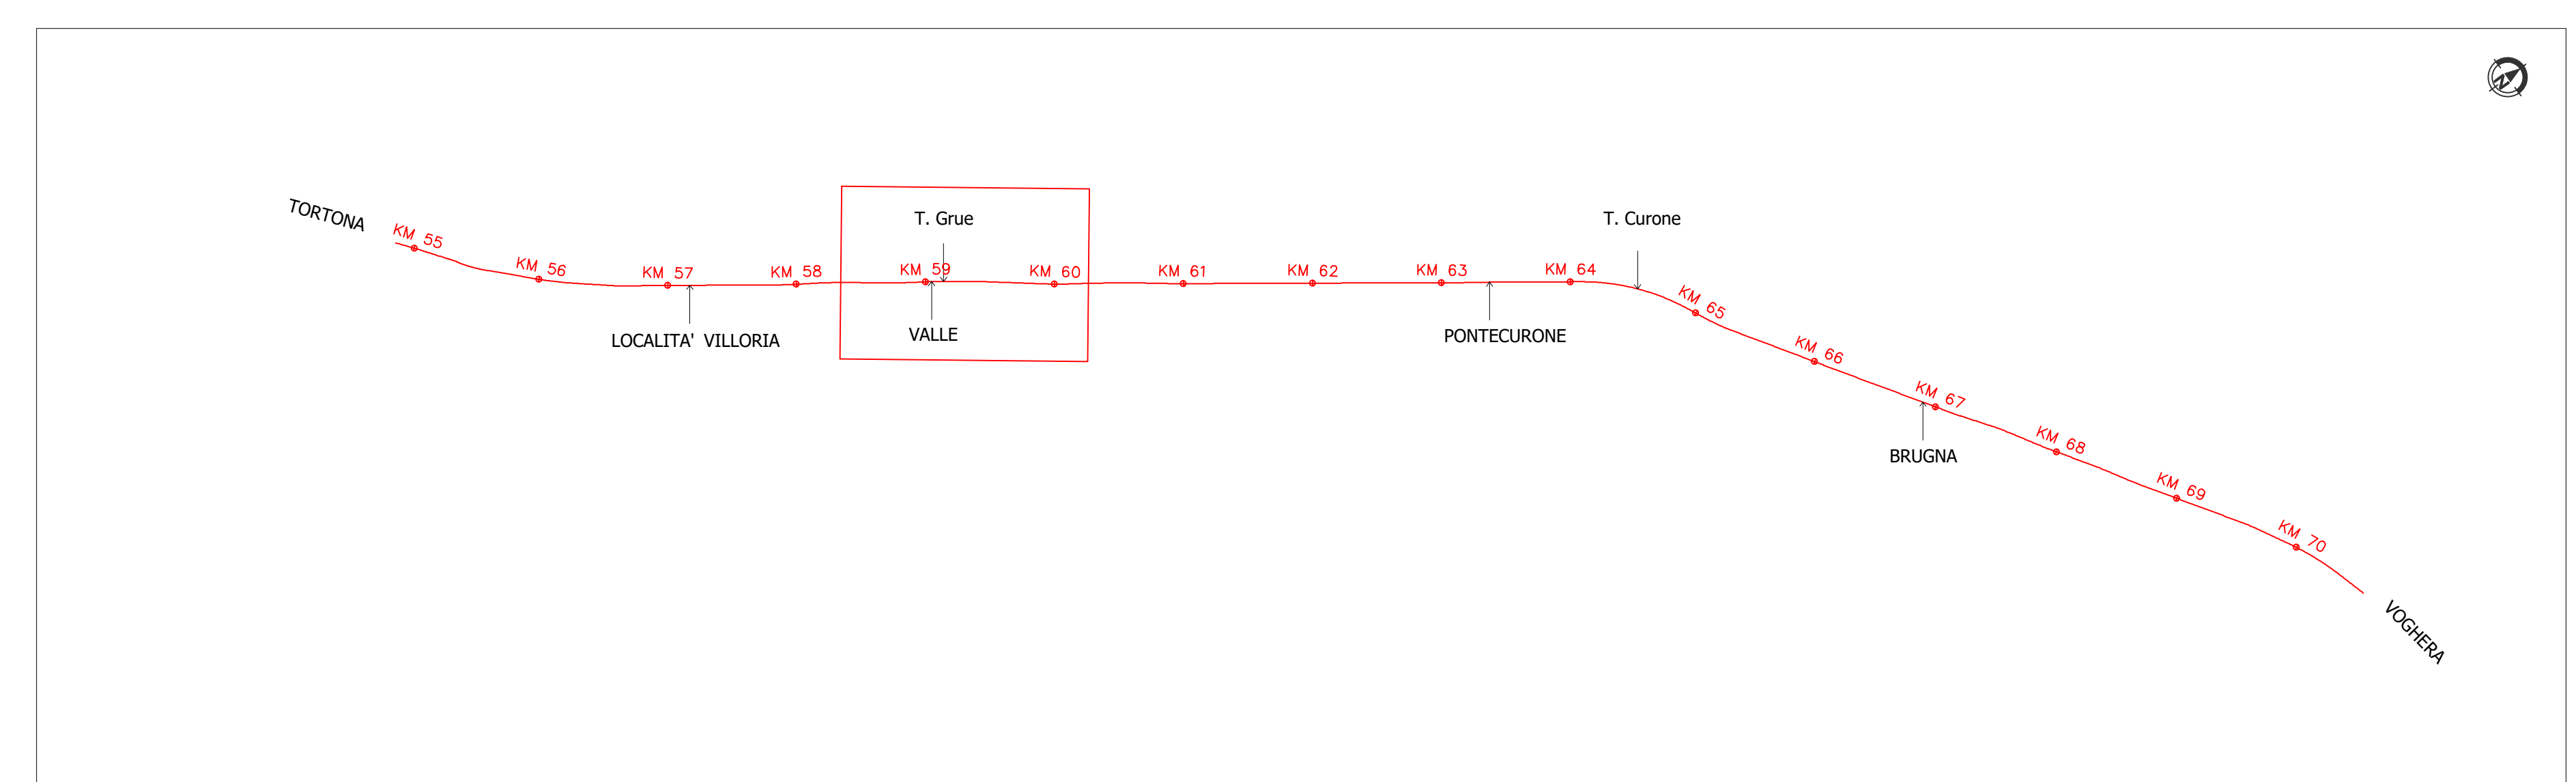 N
TORTONA
KM 55
KM 56
KM 57
KM 58
KM 59
KM 60
KM 61
KM 62
KM 63
KM 64
KM 65
KM 66
KM 67
KM 68
KM 69
KM 70
T. Grue
T. Curone
LOCALITA' VILLORIA
VALLE
PONTECURONE
BRUGNA
VOGHERA